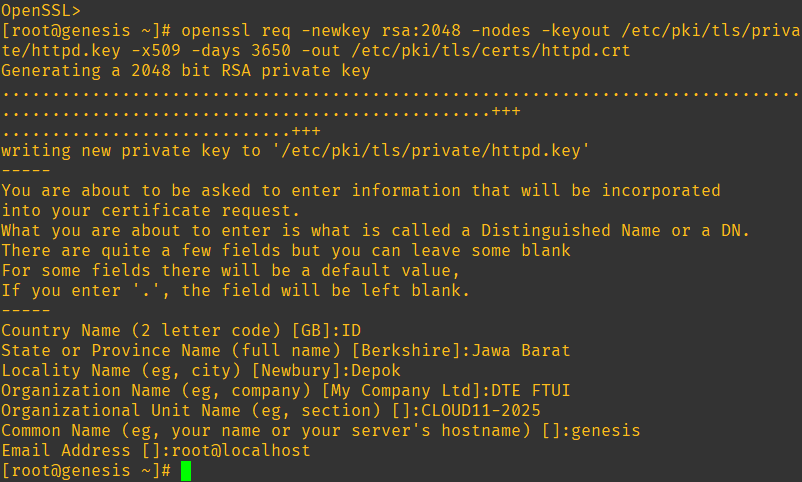 OpenSSL>
[root@genesis ~]# openssl req -newkey rsa:2048 -nodes -keyout /etc/pki/tls/priva
te/httpd.key -x509 -days 3650 -out /etc/pki/tls/certs/httpd.crt
Generating a 2048 bit RSA private key
................................................................................
.................................................+++
.............................+++
writing new private key to '/etc/pki/tls/private/httpd.key'
-----
You are about to be asked to enter information that will be incorporated
into your certificate request.
What you are about to enter is what is called a Distinguished Name or a DN.
There are quite a few fields but you can leave some blank
For some fields there will be a default value,
If you enter '.', the field will be left blank.
-----
Country Name (2 letter code) [GB]:ID
State or Province Name (full name) [Berkshire]:Jawa Barat
Locality Name (eg, city) [Newbury]:Depok
Organization Name (eg, company) [My Company Ltd]:DTE FTUI
Organizational Unit Name (eg, section) []:CLOUD11-2025
Common Name (eg, your name or your server's hostname) []:genesis
Email Address []:root@localhost
[root@genesis ~]#